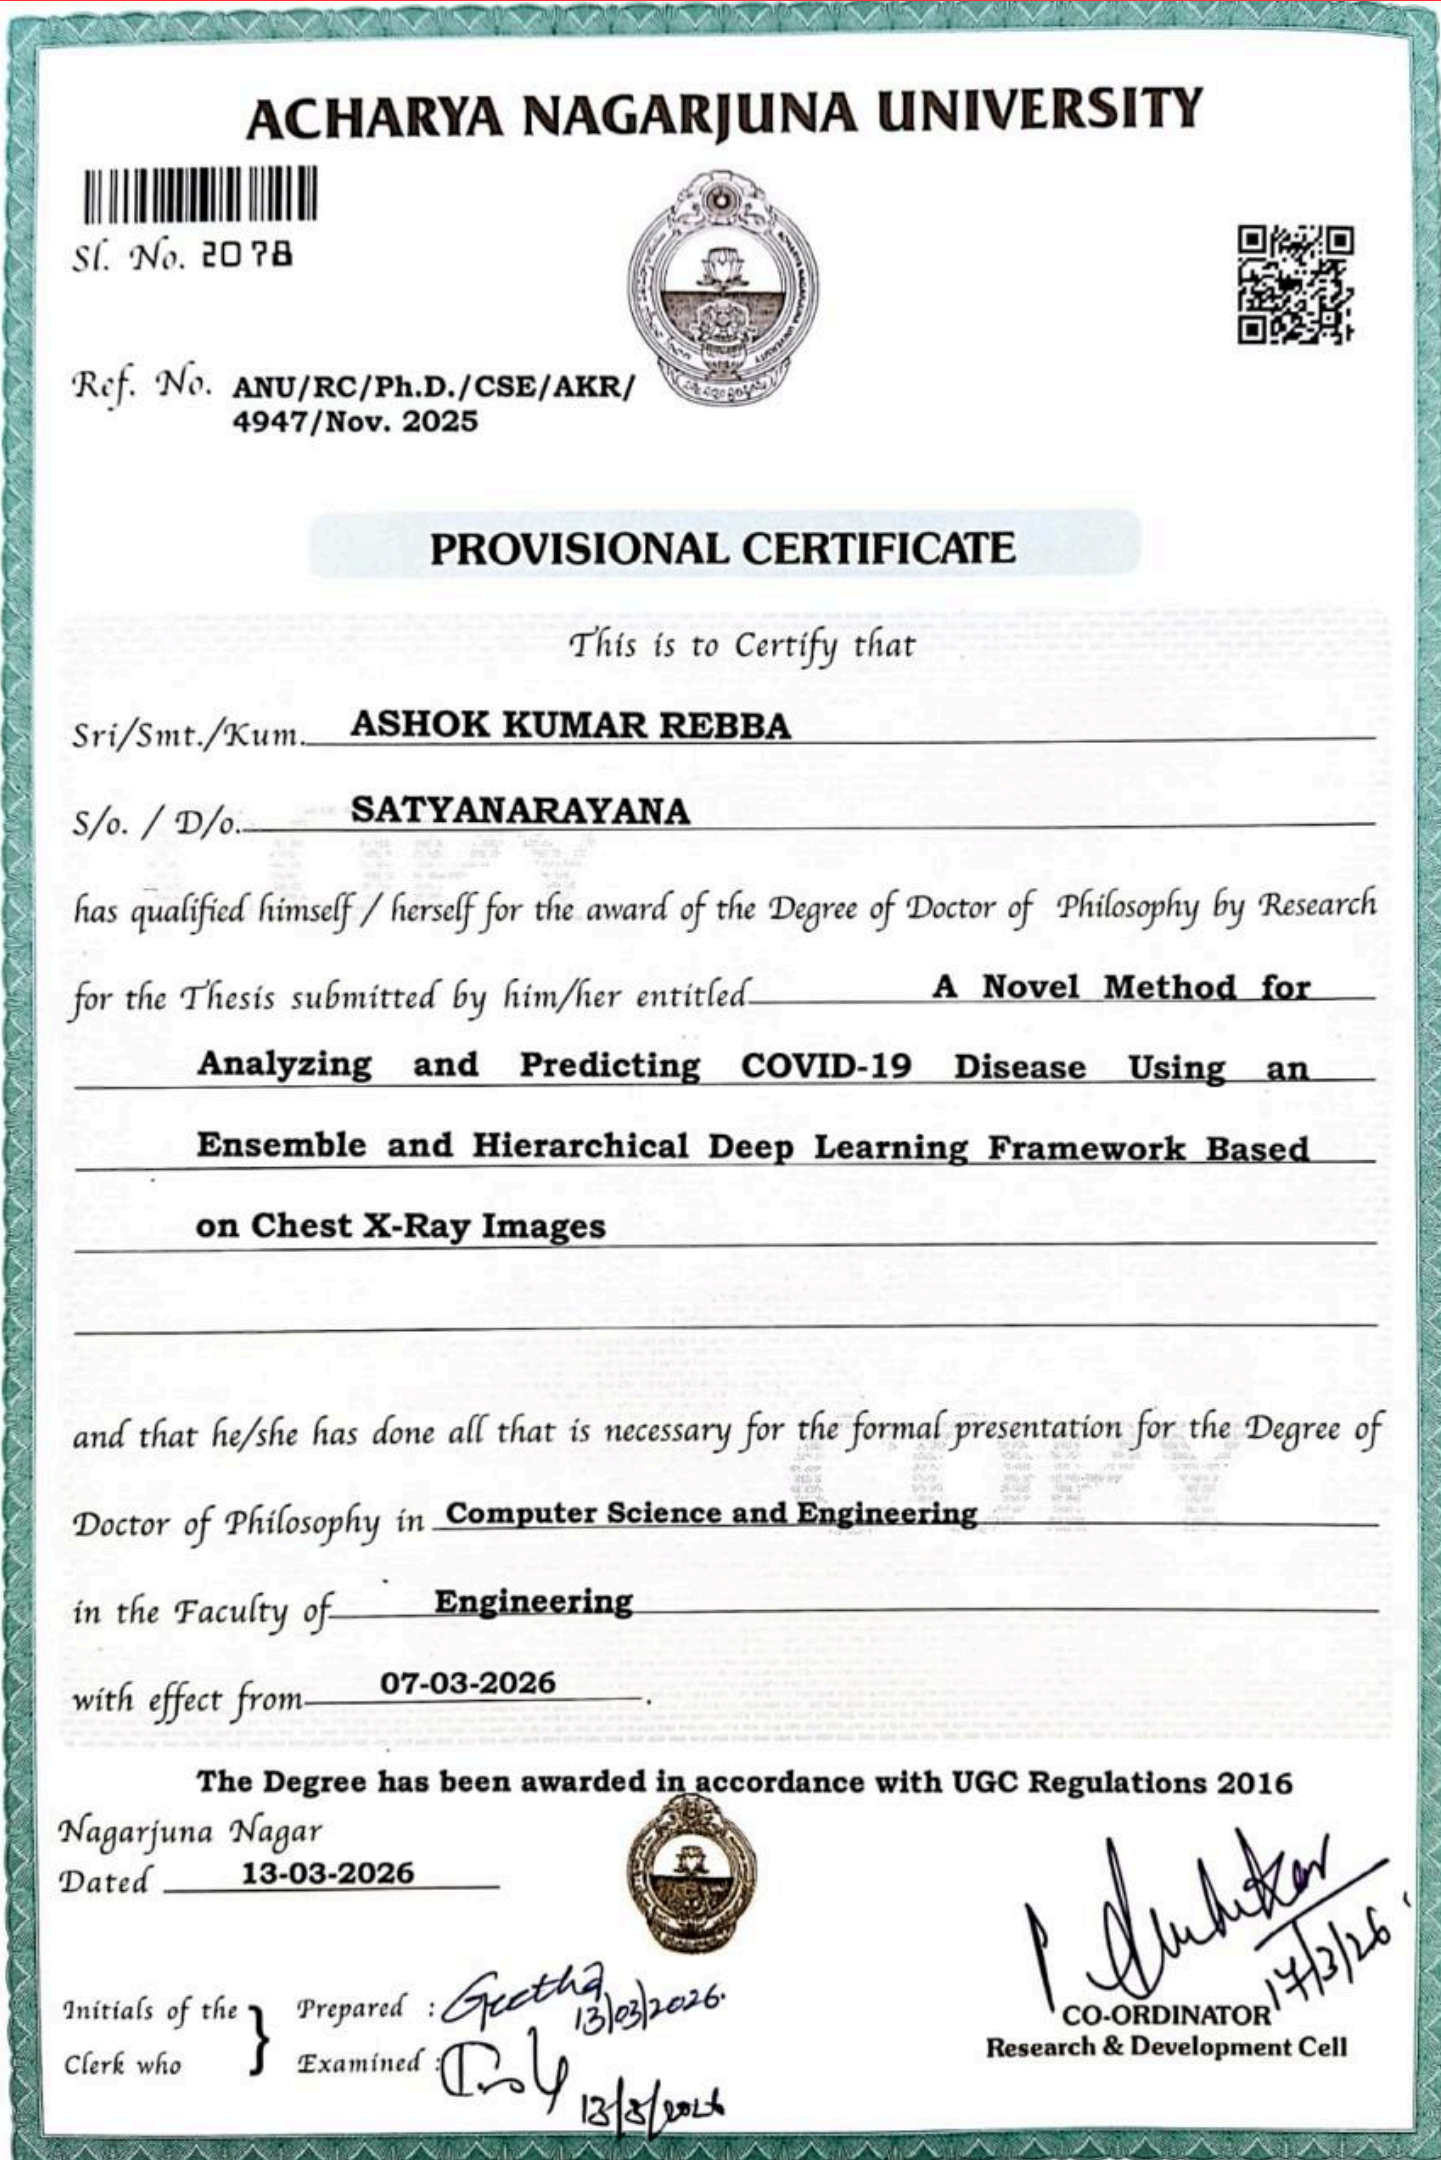 ACHARYA NAGARJUNA UNIVERSITY
Sl. No. 2078
Ref. No. ANU/RC/Ph.D./CSE/AKR/
4947/Nov. 2025
PROVISIONAL CERTIFICATE
This is to Certify that
Sri/Smt./Kum. ASHOK KUMAR REBBA
S/o. / D/o. SATYANARAYANA
COPY
has qualified himself / herself for the award of the Degree of Doctor of Philosophy by Research
for the Thesis submitted by him/her entitled A Novel Method for
Analyzing and Predicting COVID-19 Disease Using an
Ensemble and Hierarchical Deep Learning Framework Based
on Chest X-Ray Images
and that he/she has done all that is necessary for the formal presentation for the Degree of
COPY
Doctor of Philosophy in Computer Science and Engineering
in the Faculty of Engineering
with effect from 07-03-2026.
The Degree has been awarded in accordance with UGC Regulations 2016
Nagarjuna Nagar
Dated 13-03-2026
17/3/26
Initials of the Clerk who } Prepared : Geetha 13/03/2026.
Examined : 13/3/2026
CO-ORDINATOR
Research & Development Cell